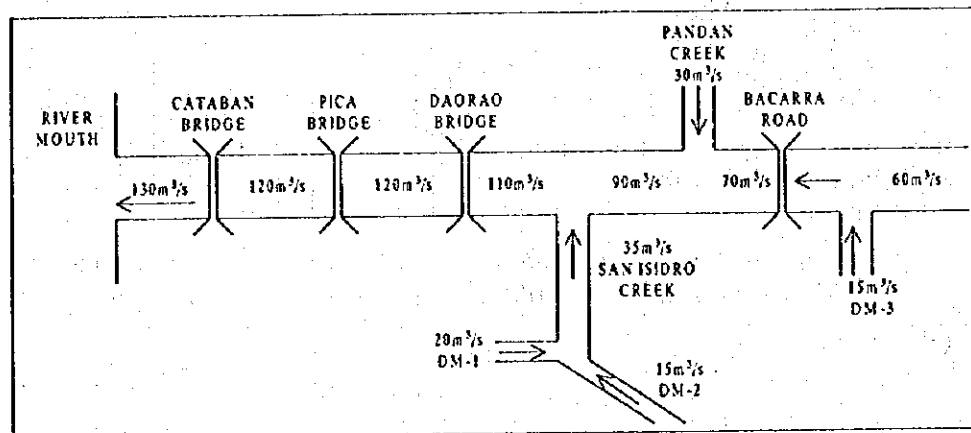 PANDAN
CREEK
30m³/s
RIVER
MOUTH
CATABAN
BRIDGE
PICA
BRIDGE
DAORAO
BRIDGE
BACARRA
ROAD
130m³/s
120m³/s
120m³/s
110m³/s
90m³/s
70m³/s
60m³/s
35m³/s
SAN ISIDRO
CREEK
15m³/s
DM-3
20m³/s
DM-1
15m³/s
DM-2